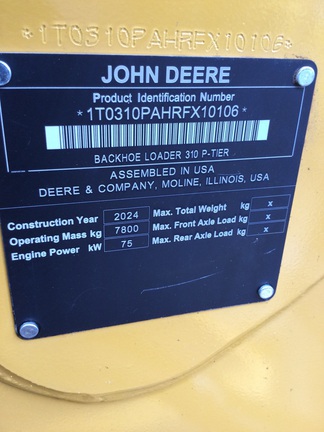 *1T0310PAHRFX10106*
JOHN DEERE
Product Identification Number
*1T0310PAHRFX10106*
BACKHOE LOADER 310 P-TIER
ASSEMBLED IN USA
DEERE & COMPANY, MOLINE, ILLINOIS, USA
Construction Year 2024 Max. Total Weight kg x
Operating Mass kg 7800 Max. Front Axle Load kg x
Engine Power kW 75 Max. Rear Axle Load kg x